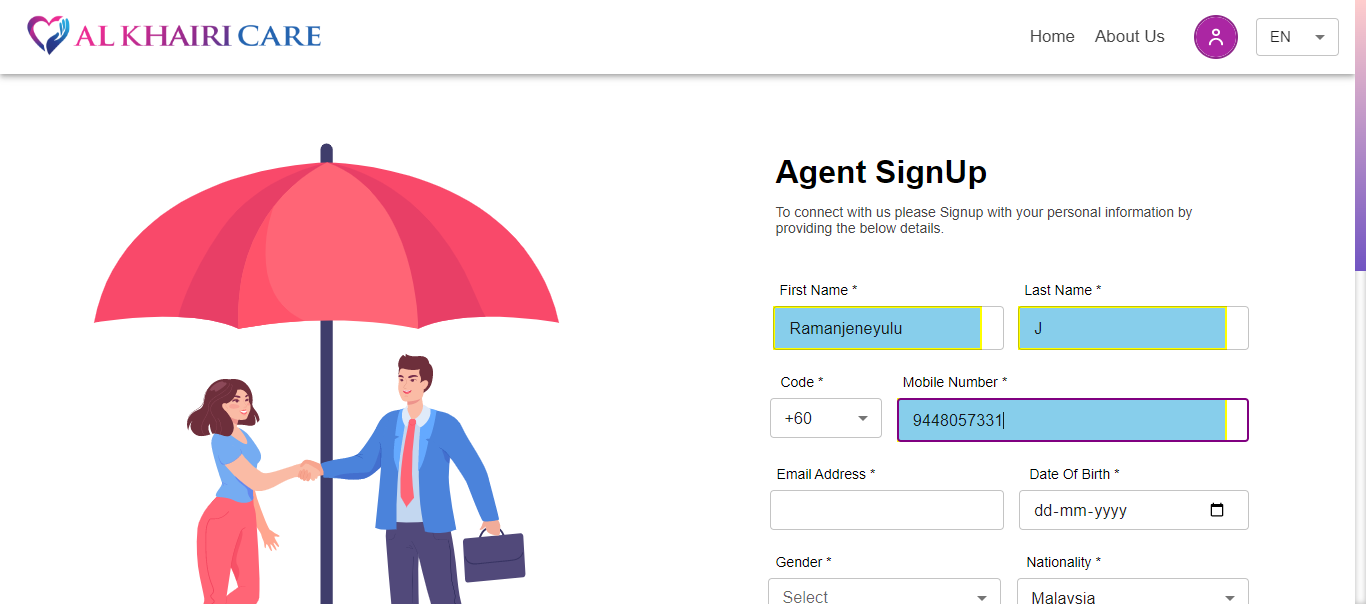 AL KHAIRI CARE
Home About Us EN
Agent SignUp
To connect with us please Signup with your personal information by
providing the below details.
First Name * Last Name *
Ramanjeneyulu J
Code * Mobile Number *
+60 9448057331
Email Address * Date Of Birth *
dd-mm-yyyy
Gender * Nationality *
Select Malaysia